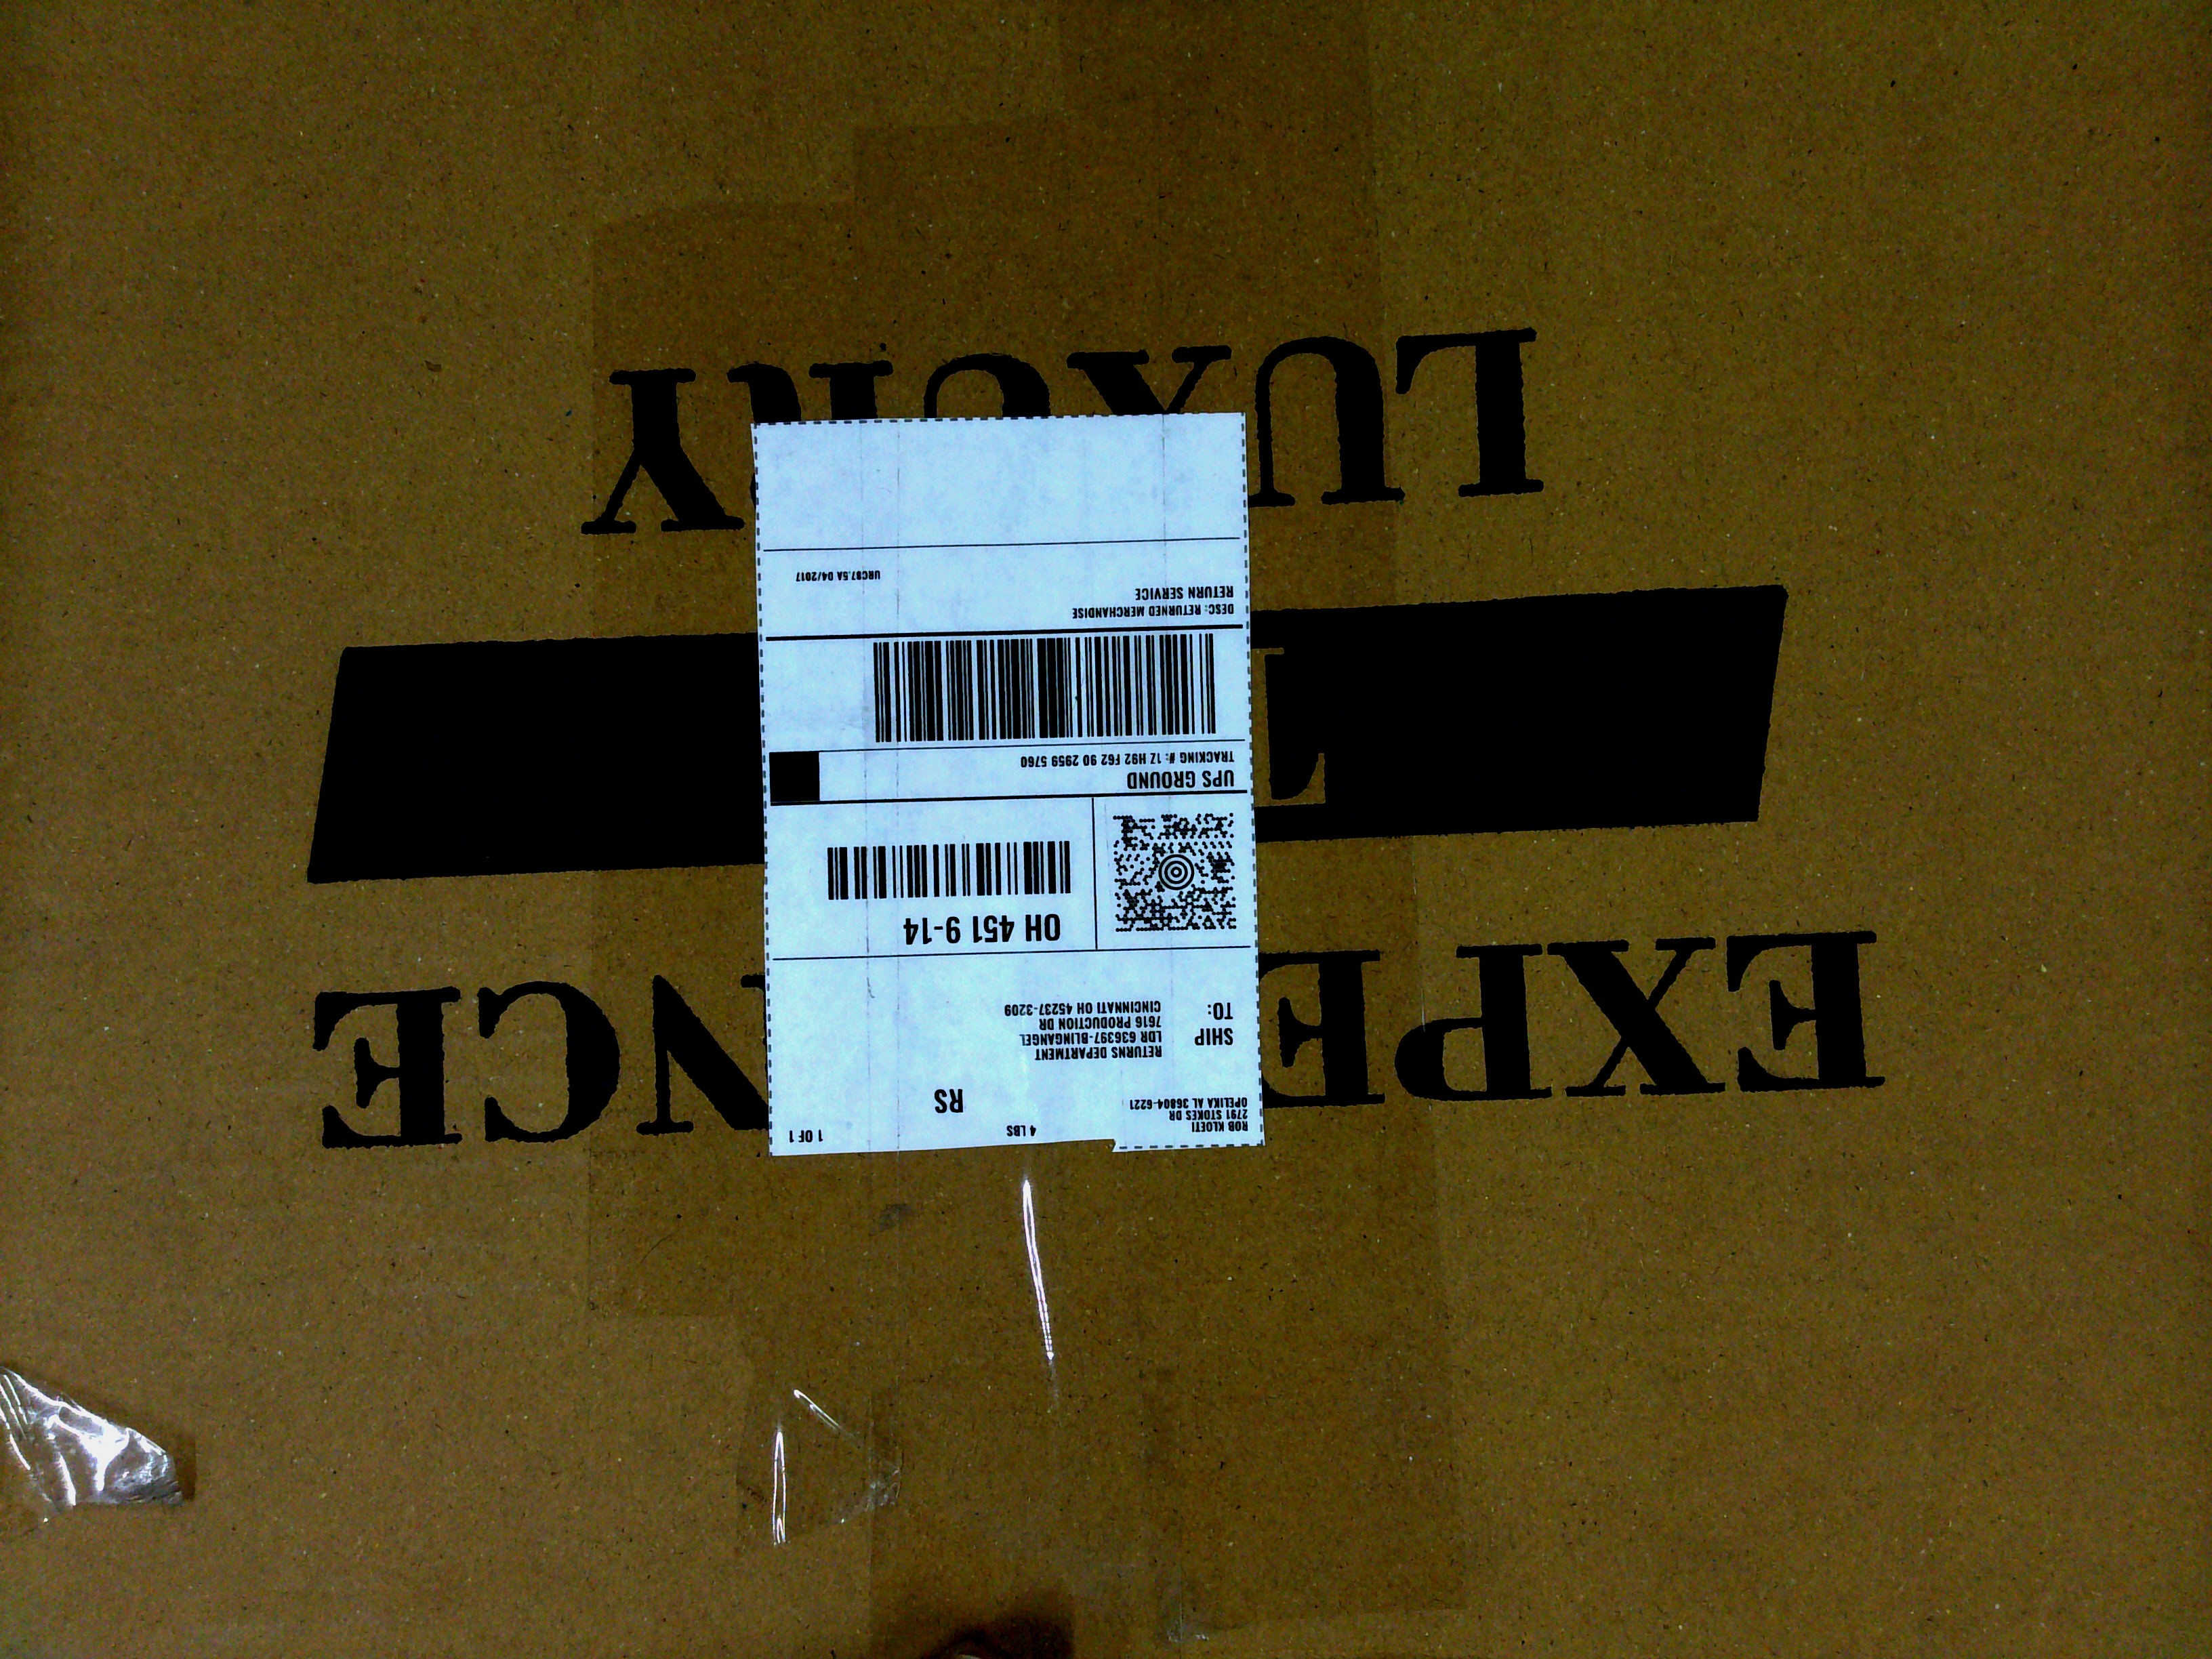 LUXURY
EXPE NCE
ROB KLOETI
2791 STOKES DR
OPELIKA AL 36804-6221
4 LBS
1 OF 1
RS
SHIP
TO:
RETURNS DEPARTMENT
LDR 636397-BLINGANGEL
7616 PRODUCTION DR
CINCINNATI OH 45237-3209
OH 451 9-14
UPS GROUND
TRACKING #: 1Z H92 F62 90 2959 5760
DESC: RETURNED MERCHANDISE
RETURN SERVICE
URC87.5A 04/2017